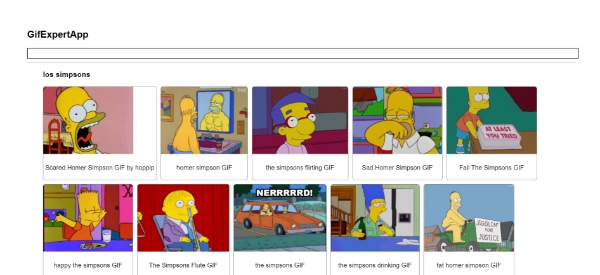 GifExpertApp
los simpsons
Scared Homer Simpson GIF by hoppip
homer simpson GIF
the simpsons flirting GIF
Sad Homer Simpson GIF
AT LEAST
YOU TRIED
Fail The Simpsons GIF
happy the simpsons GIF
The Simpsons Flute GIF
NERRRRRD!
the simpsons GIF
the simpsons drinking GIF
JIGGLIN'
FOR
JUSTICE
fat homer simpson GIF